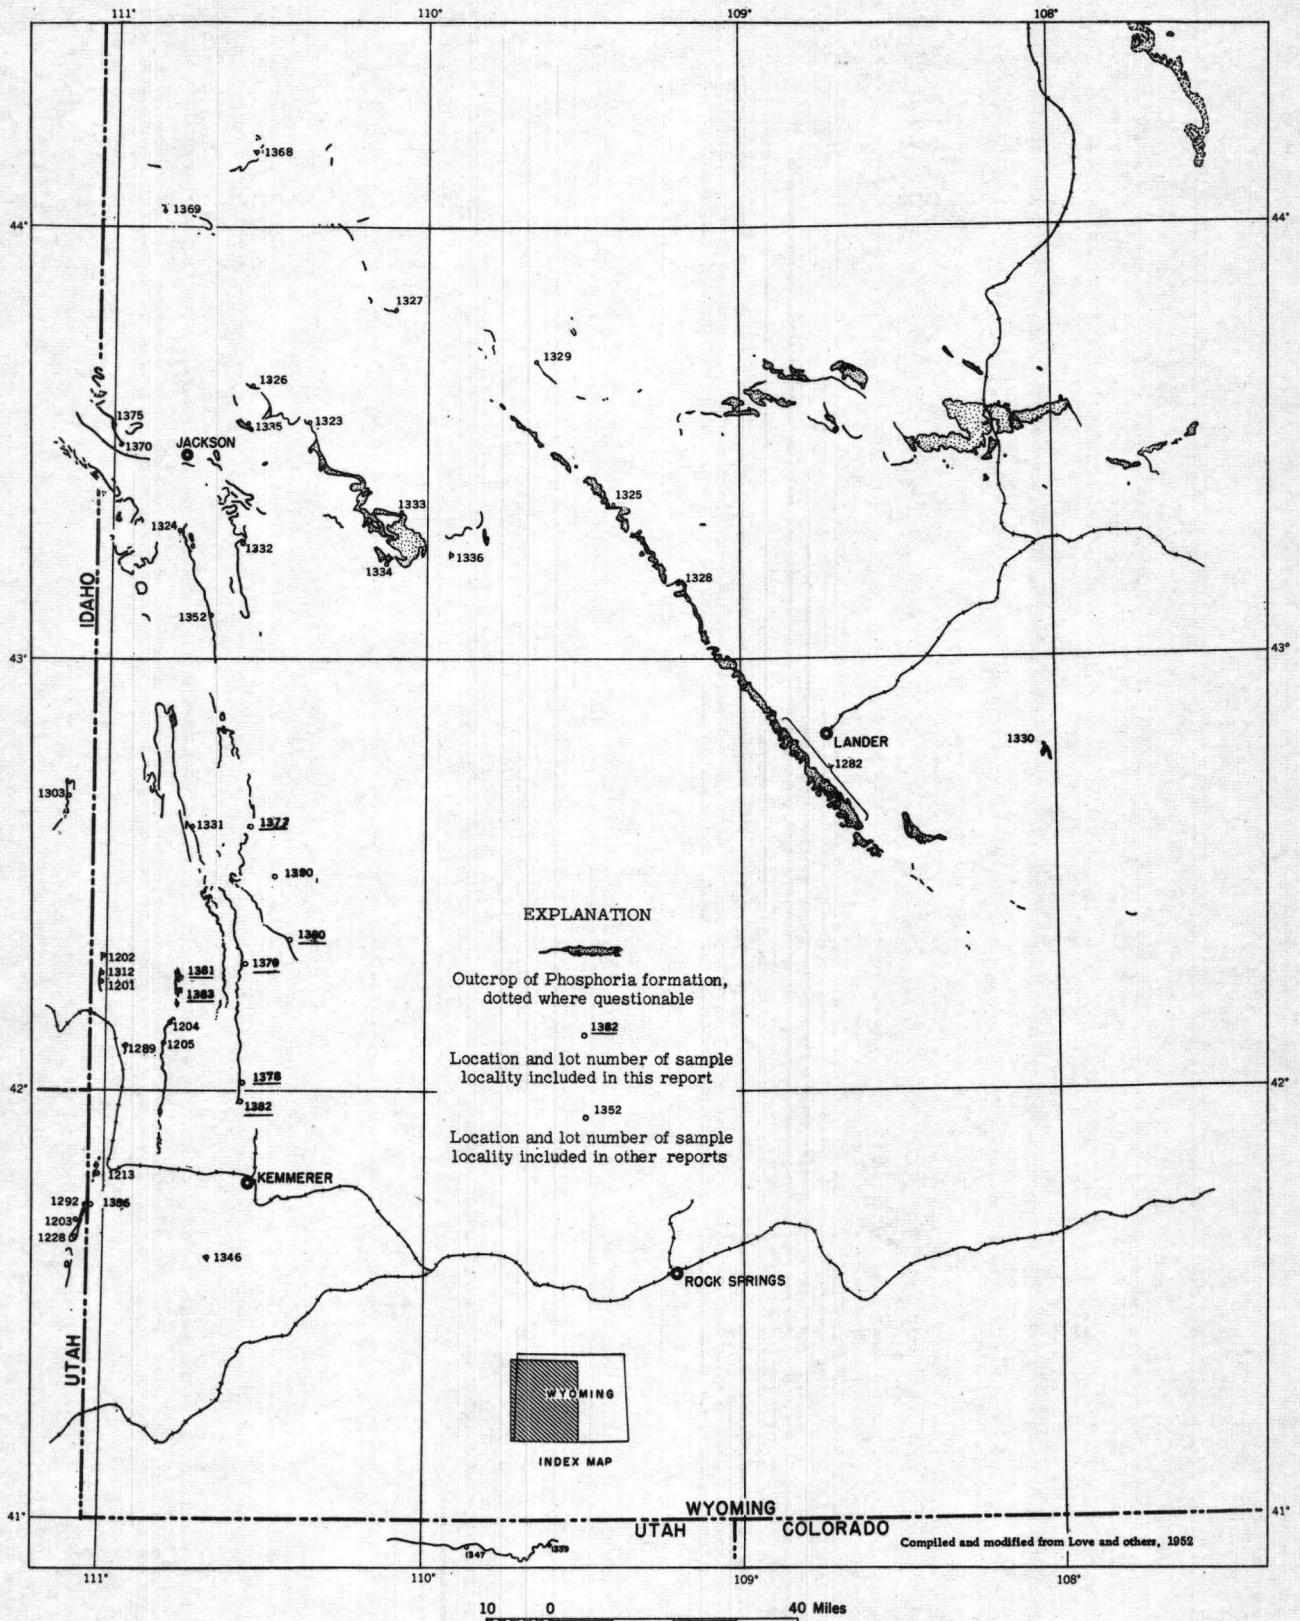 111° 110° 109° 108°
1368
1369
44° 44°
1327
1329
1326
1375
1335
1323
1370
JACKSON
1325
1333
1324
1332
1336
1334
1328
IDAHO
1352
43° 43°
LANDER
1330
1282
1303
1331
1377
EXPLANATION
Outcrop of Phosphoria formation,
dotted where questionable
1379
1202
1312
1201
1381
1383
1382
Location and lot number of sample
locality included in this report
1204
1205
1289
1378
42° 42°
1382
1352
Location and lot number of sample
locality included in other reports
1213
KEMMERER
1292
1386
1203
1228
1346
ROCK SPRINGS
UTAH
WYOMING
INDEX MAP
41° 41°
WYOMING
UTAH COLORADO
Compiled and modified from Love and others, 1952
1347
111° 110° 109° 108°
10 0 40 Miles